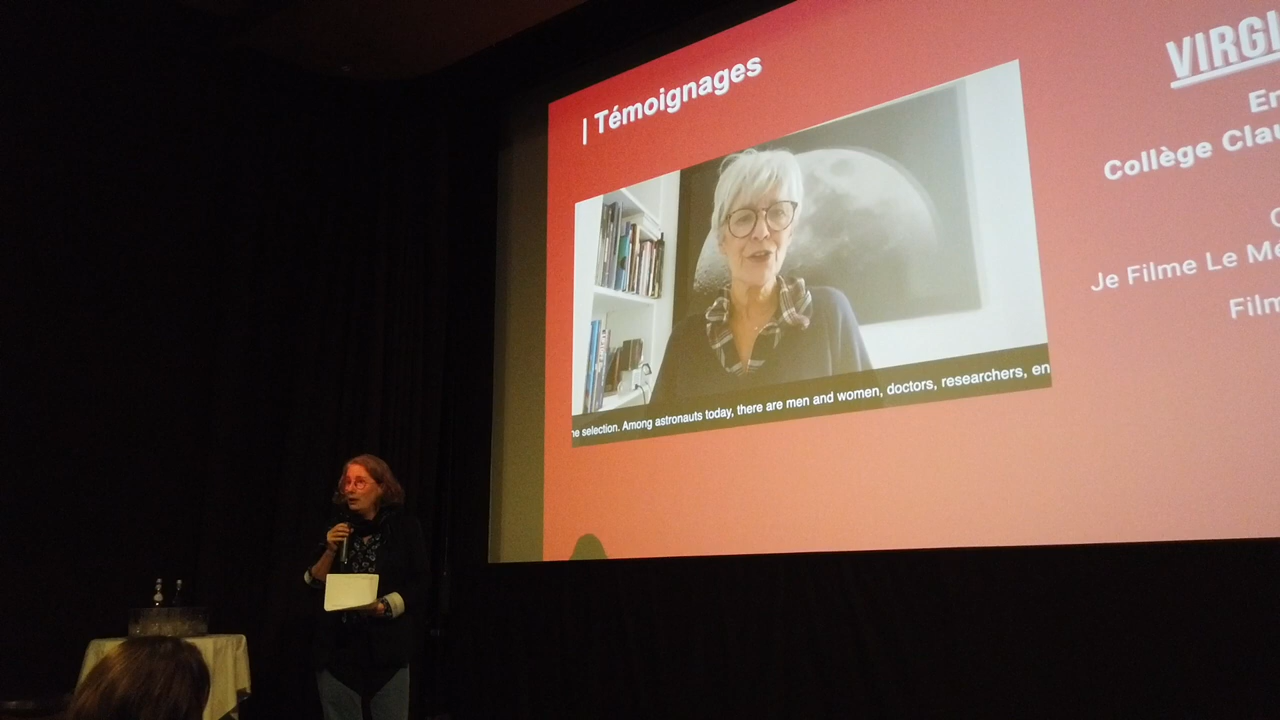 | Témoignages
VIRGI
En
Collège Clau
Je Filme Le Mé
Film
ne selection. Among astronauts today, there are men and women, doctors, researchers, en